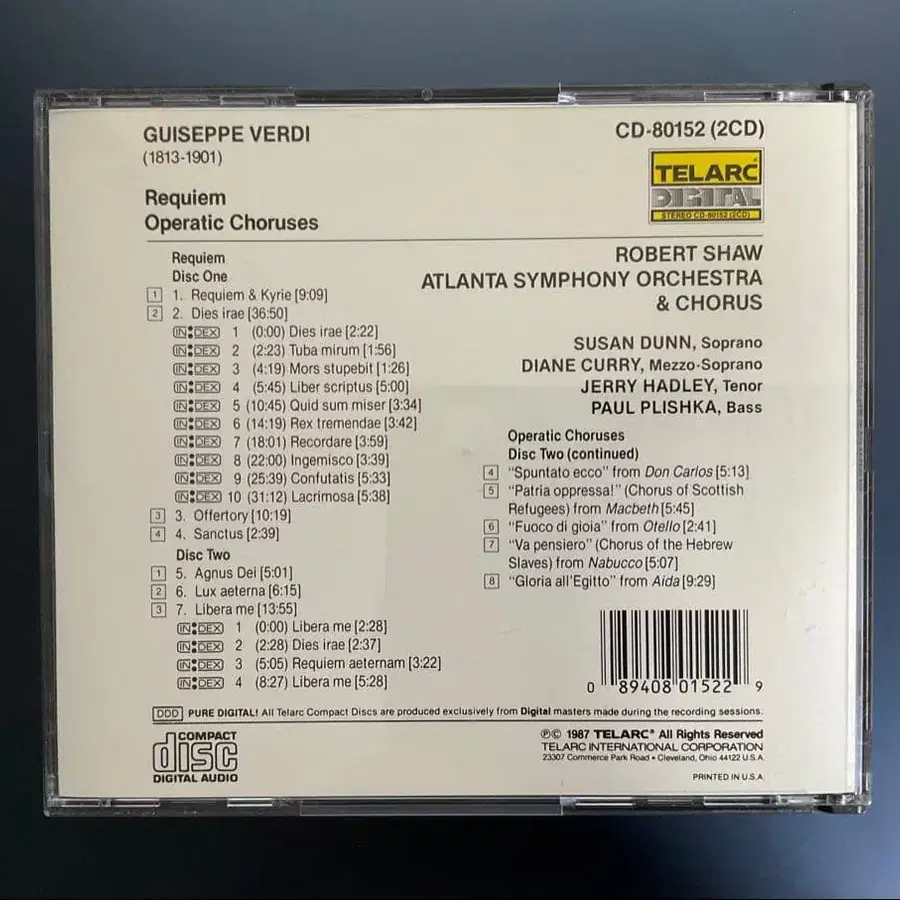 GUISEPPE VERDI
(1813-1901)
Requiem
Operatic Choruses
CD-80152 (2CD)
TELARC
DIGITAL
STEREO CD-80152 (2CD)
Requiem
Disc One
1 1. Requiem & Kyrie [9:09]
2 2. Dies irae [36:50]
INDEX 1 (0:00) Dies irae [2:22]
INDEX 2 (2:23) Tuba mirum [1:56]
INDEX 3 (4:19) Mors stupebit [1:26]
INDEX 4 (5:45) Liber scriptus [5:00]
INDEX 5 (10:45) Quid sum miser [3:34]
INDEX 6 (14:19) Rex tremendae [3:42]
INDEX 7 (18:01) Recordare [3:59]
INDEX 8 (22:00) Ingemisco [3:39]
INDEX 9 (25:39) Confutatis [5:33]
INDEX 10 (31:12) Lacrimosa [5:38]
3 3. Offertory [10:19]
4 4. Sanctus [2:39]
Disc Two
1 5. Agnus Dei [5:01]
2 6. Lux aeterna [6:15]
3 7. Libera me [13:55]
INDEX 1 (0:00) Libera me [2:28]
INDEX 2 (2:28) Dies irae [2:37]
INDEX 3 (5:05) Requiem aeternam [3:22]
INDEX 4 (8:27) Libera me [5:28]
ROBERT SHAW
ATLANTA SYMPHONY ORCHESTRA
& CHORUS
SUSAN DUNN, Soprano
DIANE CURRY, Mezzo-Soprano
JERRY HADLEY, Tenor
PAUL PLISHKA, Bass
Operatic Choruses
Disc Two (continued)
4 "Spuntato ecco" from Don Carlos [5:13]
5 "Patria oppressa!" (Chorus of Scottish
Refugees) from Macbeth [5:45]
6 "Fuoco di gioia" from Otello [2:41]
7 "Va pensiero" (Chorus of the Hebrew
Slaves) from Nabucco [5:07]
8 "Gloria all'Egitto" from Aida [9:29]
0 89408 01522 9
DDD PURE DIGITAL! All Telarc Compact Discs are produced exclusively from Digital masters made during the recording sessions.
COMPACT
disc
DIGITAL AUDIO
℗© 1987 TELARC® All Rights Reserved
TELARC INTERNATIONAL CORPORATION
23307 Commerce Park Road • Cleveland, Ohio 44122 U.S.A.
PRINTED IN U.S.A.